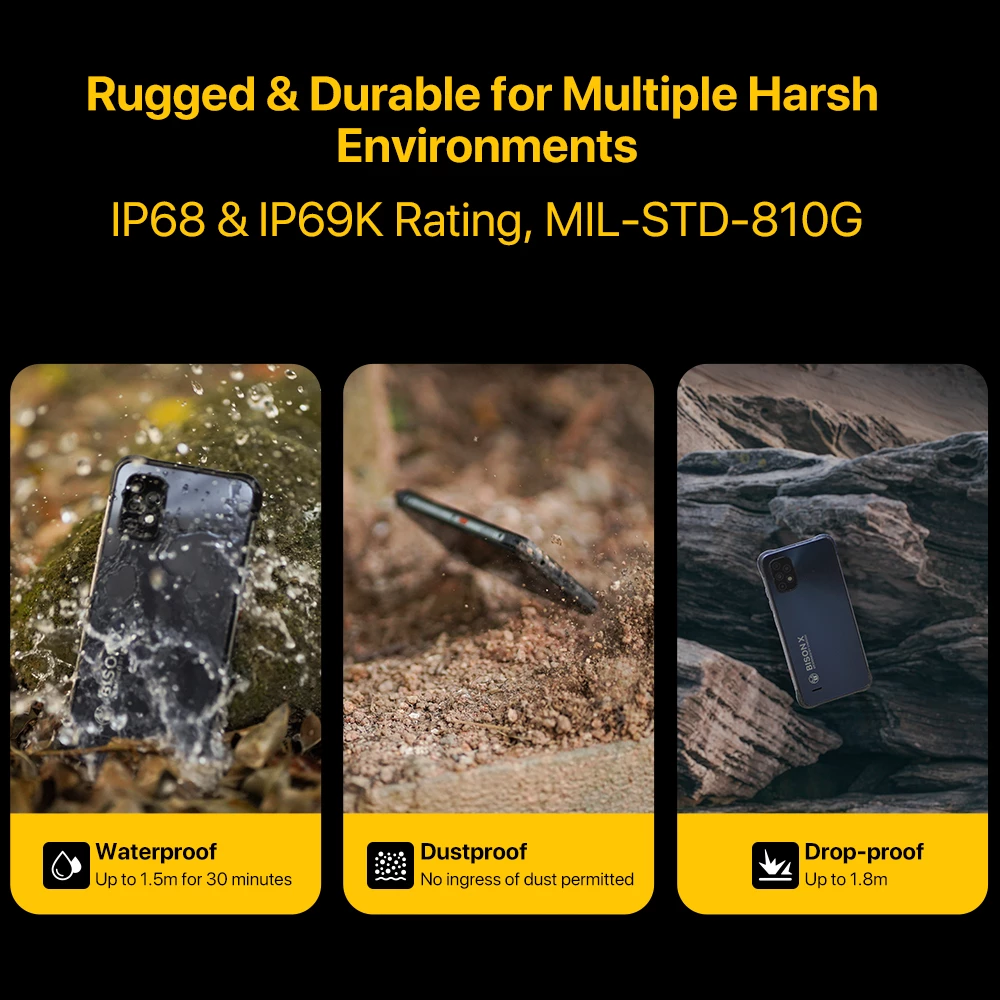 Rugged & Durable for Multiple Harsh
Environments
IP68 & IP69K Rating, MIL-STD-810G
BISON
BISON X
Waterproof
Up to 1.5m for 30 minutes
Dustproof
No ingress of dust permitted
Drop-proof
Up to 1.8m